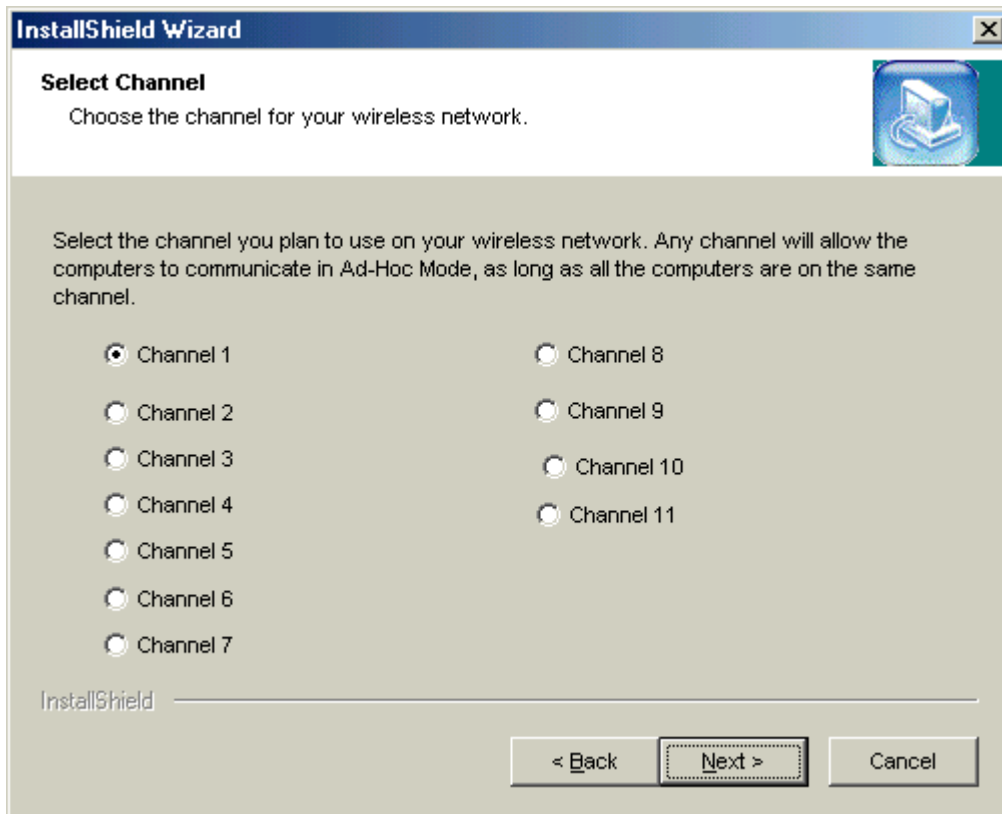 InstallShield Wizard
Select Channel
Choose the channel for your wireless network.
Select the channel you plan to use on your wireless network. Any channel will allow the
computers to communicate in Ad-Hoc Mode, as long as all the computers are on the same
channel.
Channel 1
Channel 2
Channel 3
Channel 4
Channel 5
Channel 6
Channel 7
Channel 8
Channel 9
Channel 10
Channel 11
InstallShield
< Back
Next >
Cancel